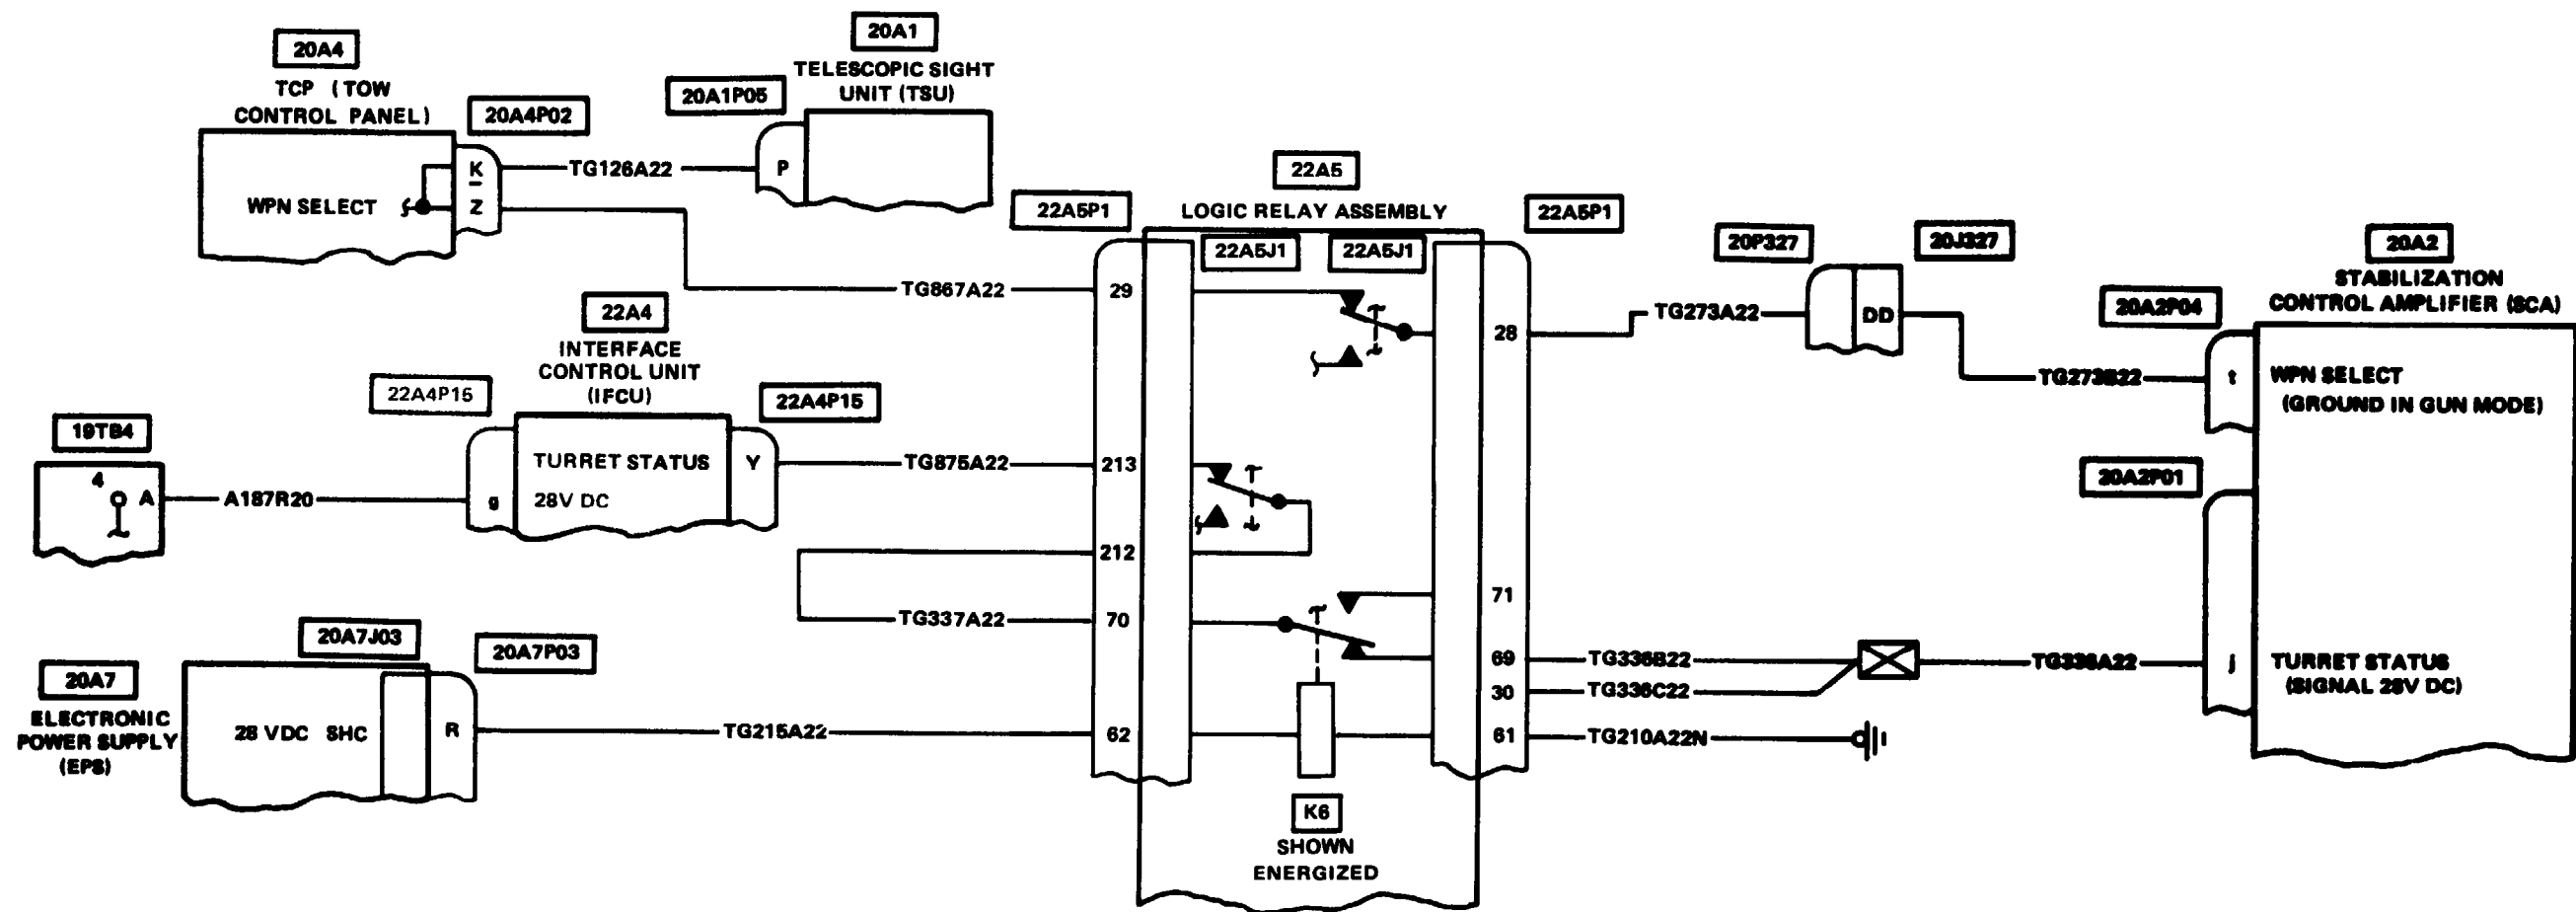 20A4
TCP (TOW
CONTROL PANEL)
20A4P02
WPN SELECT
K
Z
TG126A22
20A1
TELESCOPIC SIGHT
UNIT (TSU)
20A1P05
P
22A5
LOGIC RELAY ASSEMBLY
22A5P1
22A5J1
22A5J1
22A5P1
TG867A22
29
28
TG273A22
20P327
20J327
DD
TG273B22
20A2
STABILIZATION
CONTROL AMPLIFIER (SCA)
20A2P04
t
WPN SELECT
(GROUND IN GUN MODE)
22A4
INTERFACE
CONTROL UNIT
(IFCU)
22A4P15
22A4P15
19TB4
4
A
A187R20
g
TURRET STATUS
28V DC
Y
TG875A22
213
212
TG337A22
70
71
69
TG336B22
30
TG336C22
TG336A22
20A2P01
j
TURRET STATUS
(SIGNAL 28V DC)
20A7J03
20A7P03
20A7
ELECTRONIC
POWER SUPPLY
(EPS)
28 VDC SHC
R
TG215A22
62
61
TG210A22N
K6
SHOWN
ENERGIZED